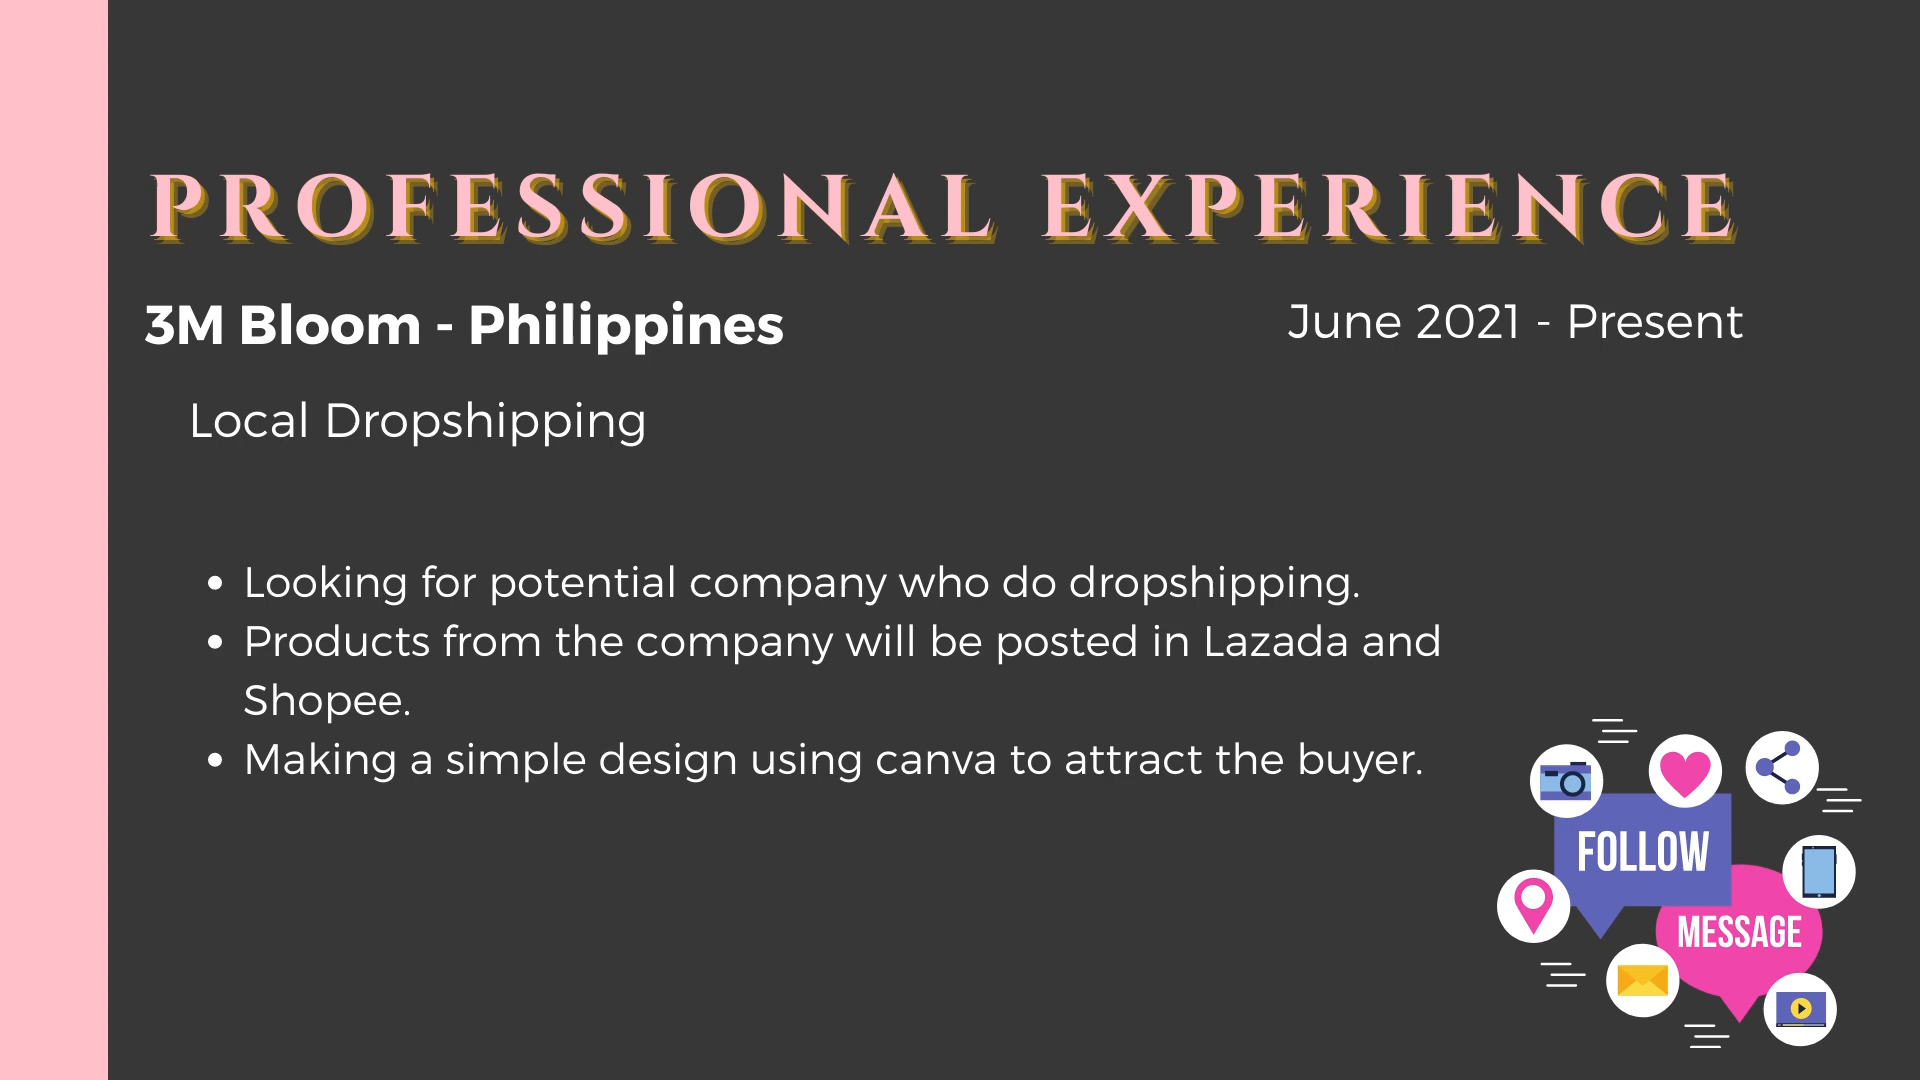 PROFESSIONAL EXPERIENCE
3M Bloom - Philippines
June 2021 - Present
Local Dropshipping
• Looking for potential company who do dropshipping.
• Products from the company will be posted in Lazada and
Shopee.
• Making a simple design using canva to attract the buyer.
FOLLOW
MESSAGE